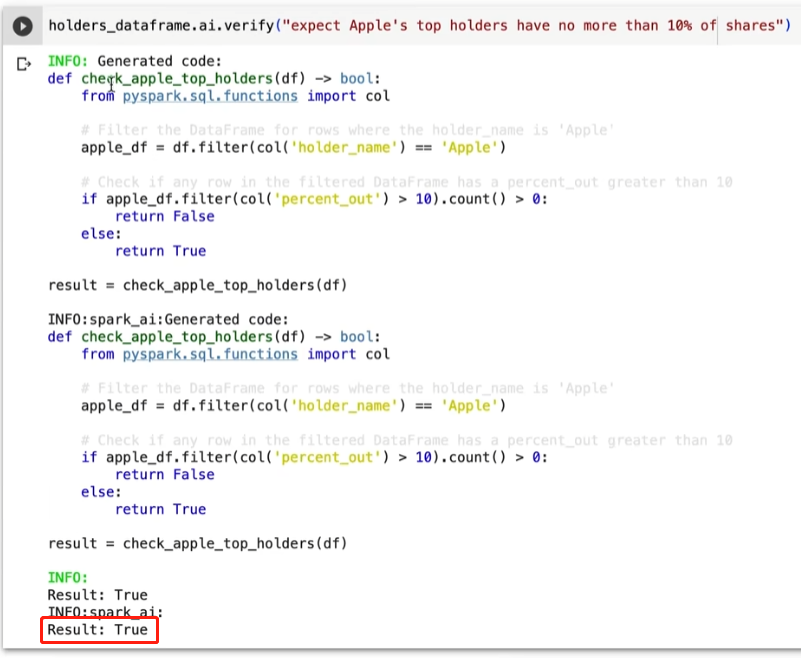 holders_dataframe.ai.verify("expect Apple's top holders have no more than 10% of shares")
INFO: Generated code:
def check_apple_top_holders(df) -> bool:
from pyspark.sql.functions import col
# Filter the DataFrame for rows where the holder_name is 'Apple'
apple_df = df.filter(col('holder_name') == 'Apple')
# Check if any row in the filtered DataFrame has a percent_out greater than 10
if apple_df.filter(col('percent_out') > 10).count() > 0:
return False
else:
return True
result = check_apple_top_holders(df)
INFO:spark_ai:Generated code:
def check_apple_top_holders(df) -> bool:
from pyspark.sql.functions import col
# Filter the DataFrame for rows where the holder_name is 'Apple'
apple_df = df.filter(col('holder_name') == 'Apple')
# Check if any row in the filtered DataFrame has a percent_out greater than 10
if apple_df.filter(col('percent_out') > 10).count() > 0:
return False
else:
return True
result = check_apple_top_holders(df)
INFO:
Result: True
INFO:spark_ai:
Result: True